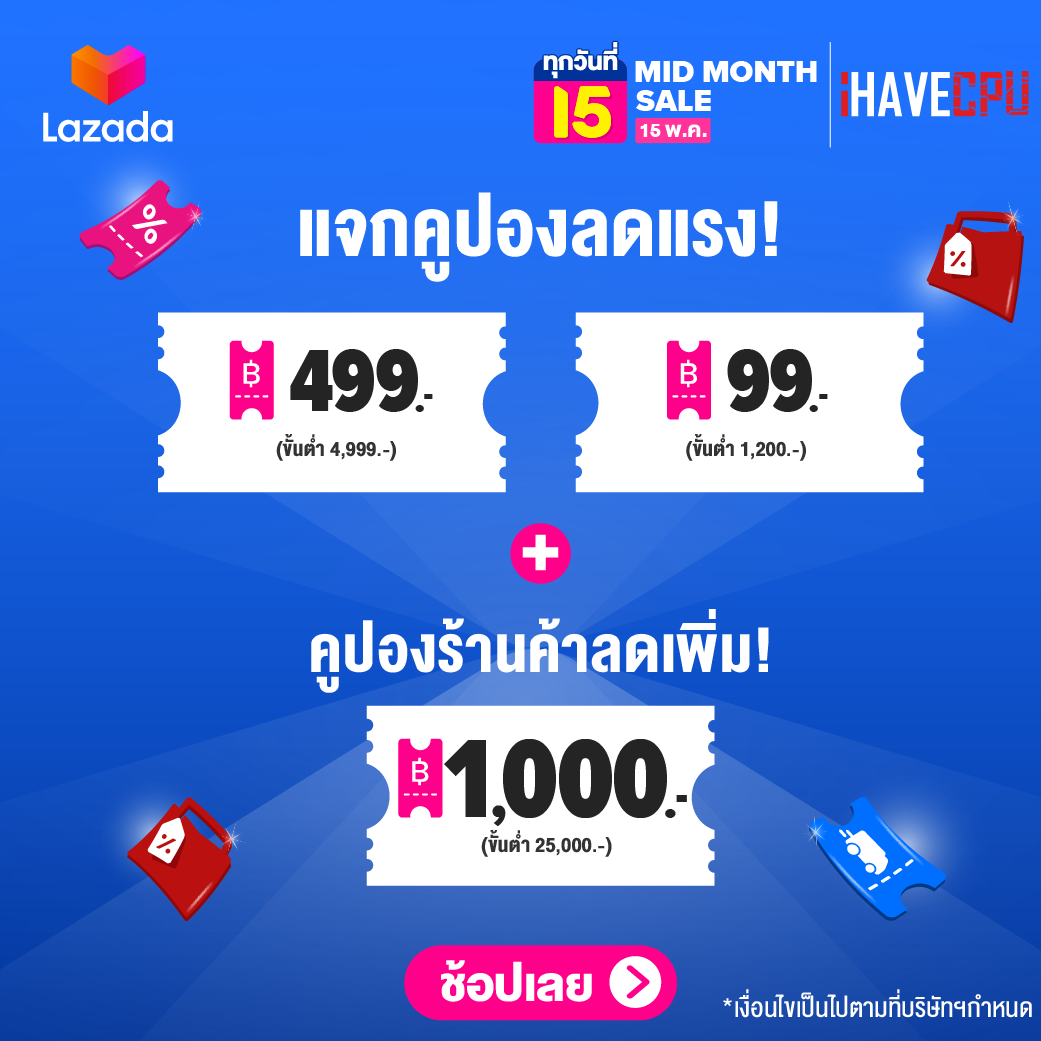 Lazada
ทุกวันที่
15
MID MONTH
SALE
15 พ.ค.
iHAVECPU
แจกคูปองลดแรง!
฿ 499.-
(ขั้นต่ำ 4,999.-)
฿ 99.-
(ขั้นต่ำ 1,200.-)
+
คูปองร้านค้าลดเพิ่ม!
฿ 1,000.-
(ขั้นต่ำ 25,000.-)
ช้อปเลย
*เงื่อนไขเป็นไปตามที่บริษัทฯกำหนด